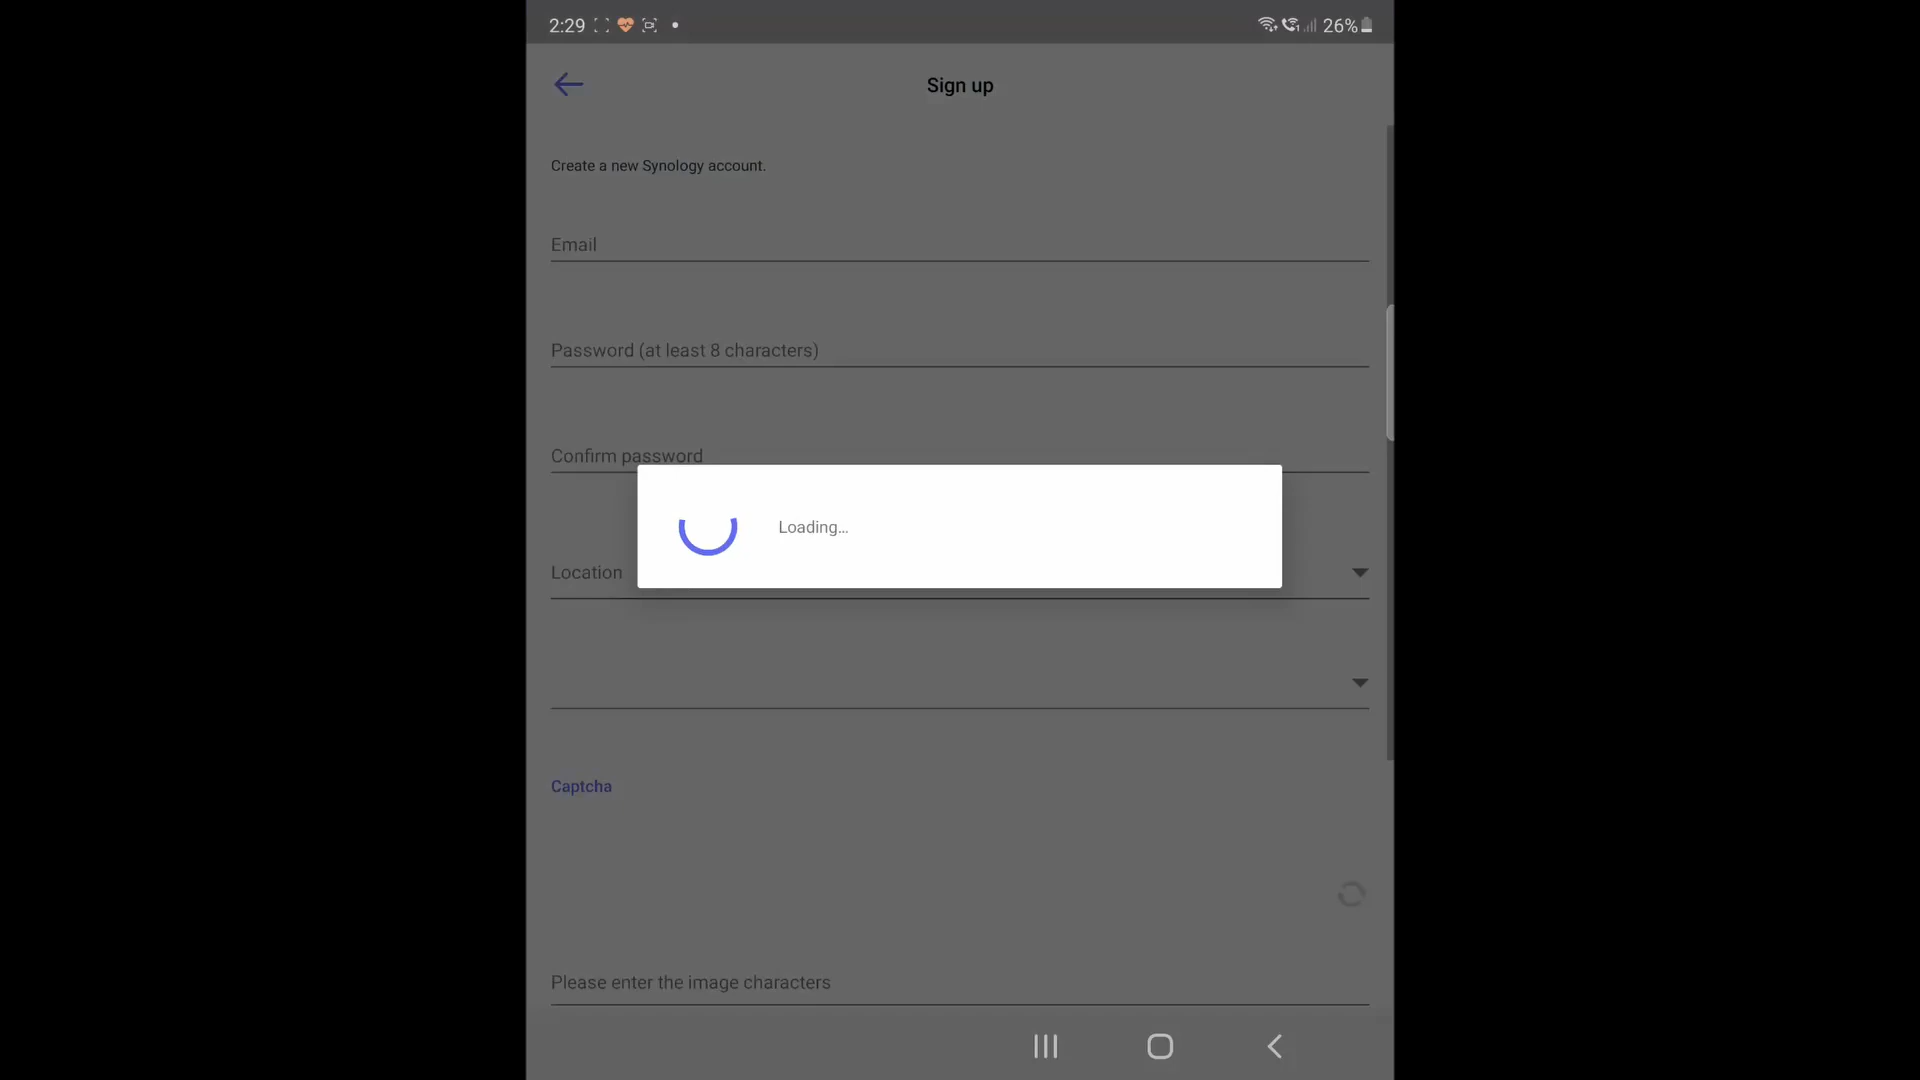 2:29
26%
Sign up
Create a new Synology account.
Email
Password (at least 8 characters)
Confirm password
Loading...
Location
Captcha
Please enter the image characters